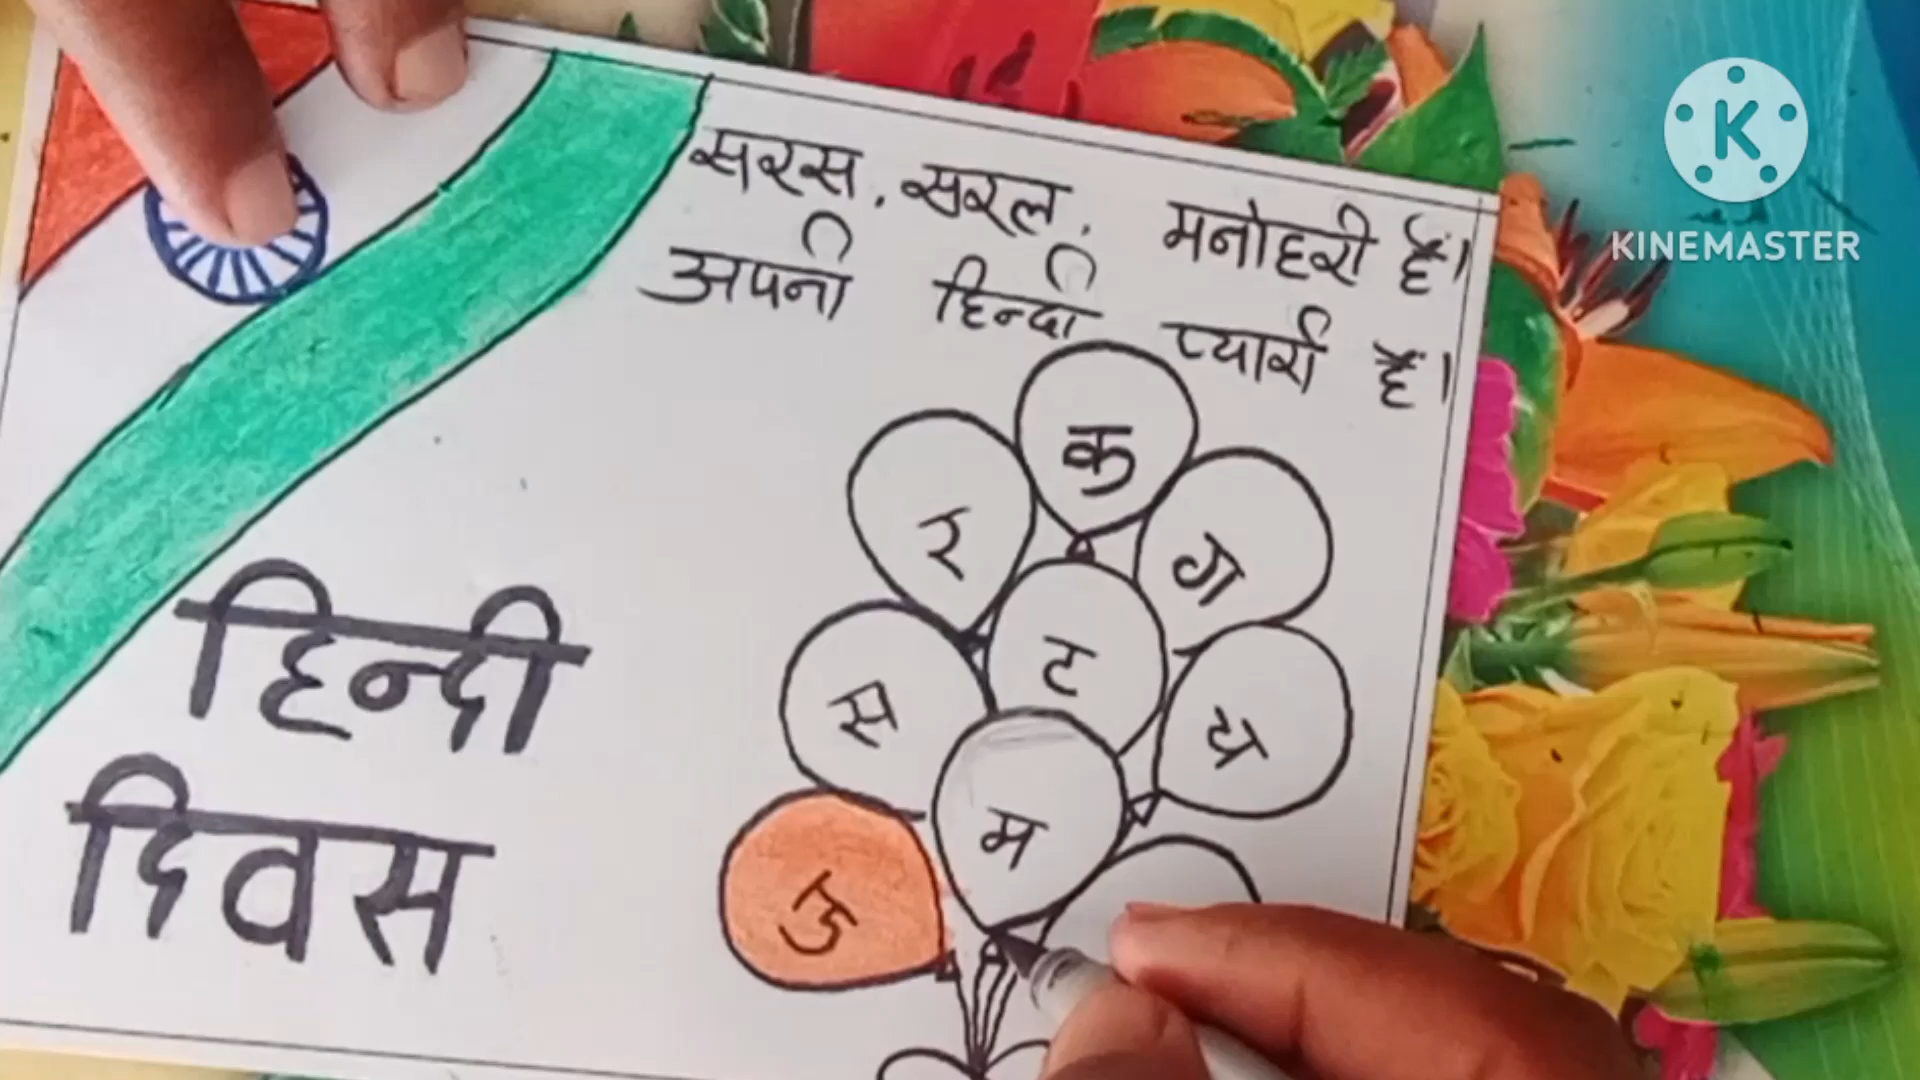 सरस, सरल, मनोहरी हैं।
अपनी हिन्दी प्यारी हैं।
क
र
ग
ट
स
म
उ
हिन्दी
दिवस
K
KINEMASTER